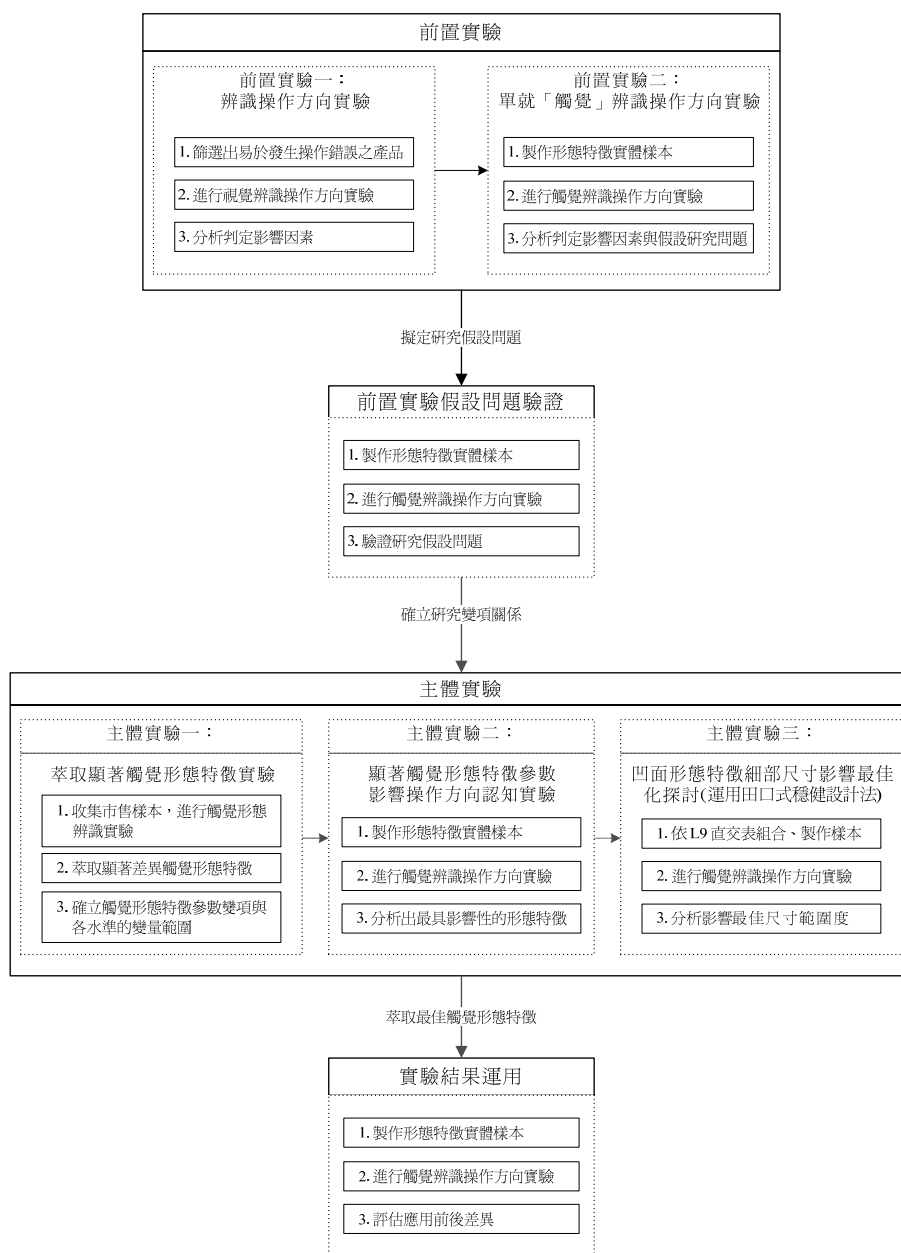 前置實驗
前置實驗一：
辨識操作方向實驗
1. 篩選出易於發生操作錯誤之產品
2. 進行視覺辨識操作方向實驗
3. 分析判定影響因素
前置實驗二：
單就「觸覺」辨識操作方向實驗
1. 製作形態特徵實體樣本
2. 進行觸覺辨識操作方向實驗
3. 分析判定影響因素與假設研究問題
擬定研究假設問題
前置實驗假設問題驗證
1. 製作形態特徵實體樣本
2. 進行觸覺辨識操作方向實驗
3. 驗證研究假設問題
確立研究變項關係
主體實驗
主體實驗一：
萃取顯著觸覺形態特徵實驗
1. 收集市售樣本，進行觸覺形態
辨識實驗
2. 萃取顯著差異觸覺形態特徵
3. 確立觸覺形態特徵參數變項與
各水準的變量範圍
主體實驗二：
顯著觸覺形態特徵參數
影響操作方向認知實驗
1. 製作形態特徵實體樣本
2. 進行觸覺辨識操作方向實驗
3. 分析出最具影響性的形態特徵
主體實驗三：
凹面形態特徵細部尺寸影響最佳
化探討(運用田口式穩健設計法)
1. 依L9直交表組合、製作樣本
2. 進行觸覺辨識操作方向實驗
3. 分析影響最佳尺寸範圍度
萃取最佳觸覺形態特徵
實驗結果運用
1. 製作形態特徵實體樣本
2. 進行觸覺辨識操作方向實驗
3. 評估應用前後差異